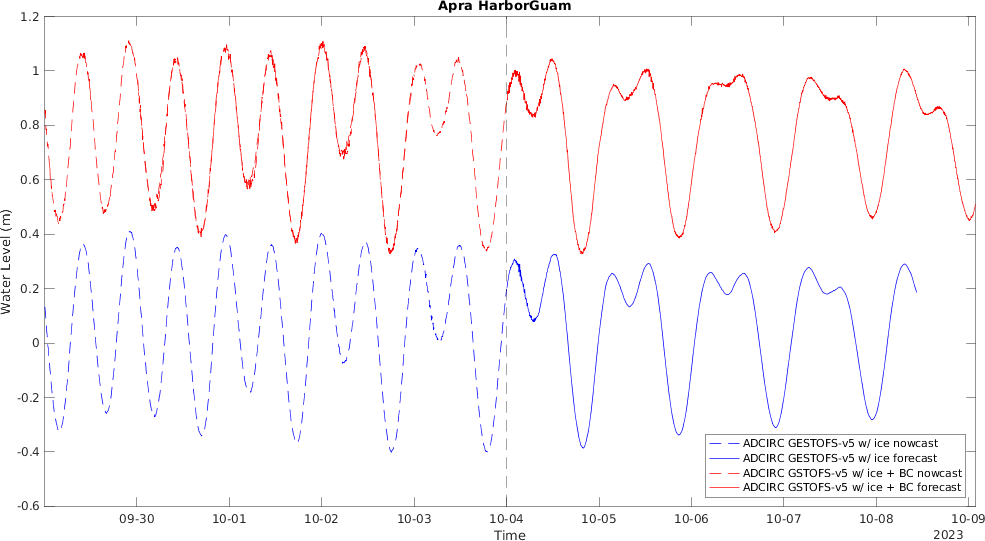 Apra HarborGuam
1.2
1
0.8
0.6
0.4
0.2
0
-0.2
-0.4
-0.6
Water Level (m)
ADCIRC GESTOFS-v5 w/ ice nowcast
ADCIRC GESTOFS-v5 w/ ice forecast
ADCIRC GSTOFS-v5 w/ ice + BC nowcast
ADCIRC GSTOFS-v5 w/ ice + BC forecast
09-30 10-01 10-02 10-03 10-04 10-05 10-06 10-07 10-08 10-09
Time
2023